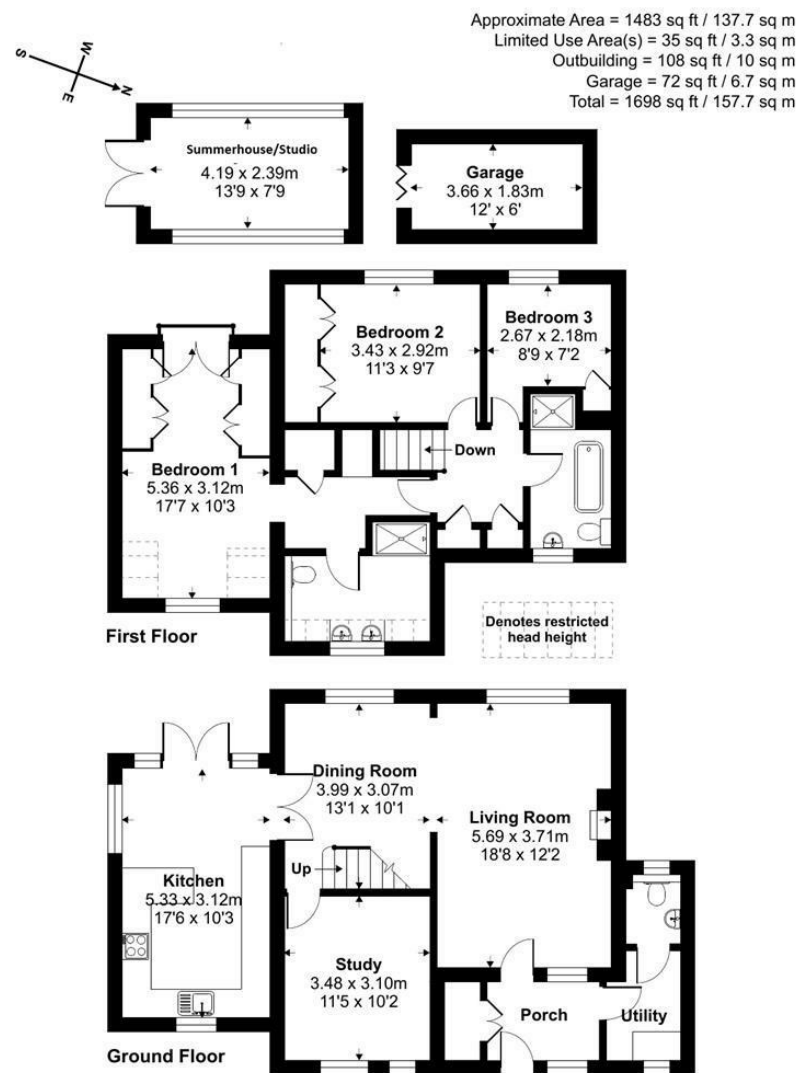 Approximate Area = 1483 sq ft / 137.7 sq m
Limited Use Area(s) = 35 sq ft / 3.3 sq m
Outbuilding = 108 sq ft / 10 sq m
Garage = 72 sq ft / 6.7 sq m
Total = 1698 sq ft / 157.7 sq m
S
W
E
N
Summerhouse/Studio
4.19 x 2.39m
13'9 x 7'9
Garage
3.66 x 1.83m
12' x 6'
Bedroom 2
3.43 x 2.92m
11'3 x 9'7
Bedroom 3
2.67 x 2.18m
8'9 x 7'2
Bedroom 1
5.36 x 3.12m
17'7 x 10'3
Down
First Floor
Denotes restricted
head height
Dining Room
3.99 x 3.07m
13'1 x 10'1
Living Room
5.69 x 3.71m
18'8 x 12'2
Up
Kitchen
5.33 x 3.12m
17'6 x 10'3
Study
3.48 x 3.10m
11'5 x 10'2
Porch
Utility
Ground Floor